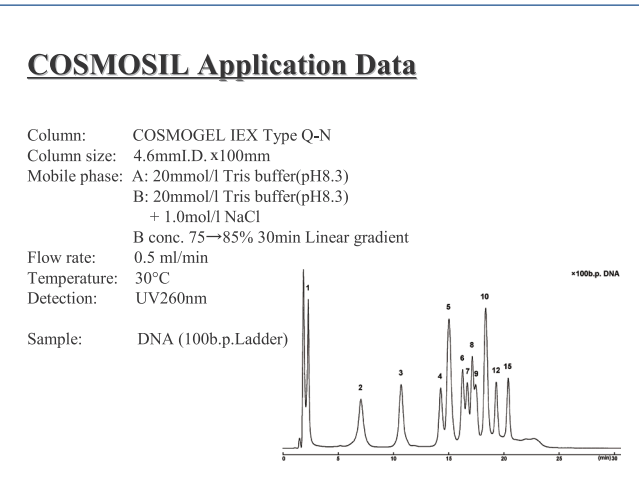 COSMOSIL Application Data
Column: COSMOGEL IEX Type Q-N
Column size: 4.6mmI.D. x100mm
Mobile phase: A: 20mmol/l Tris buffer(pH8.3)
B: 20mmol/l Tris buffer(pH8.3)
+ 1.0mol/l NaCl
B conc. 75→85% 30min Linear gradient
Flow rate: 0.5 ml/min
Temperature: 30°C
Detection: UV260nm
Sample: DNA (100b.p.Ladder)
×100b.p. DNA
1
2
3
4
5
6
7
8
9
10
12
15
0 5 10 15 20 25 (min)30